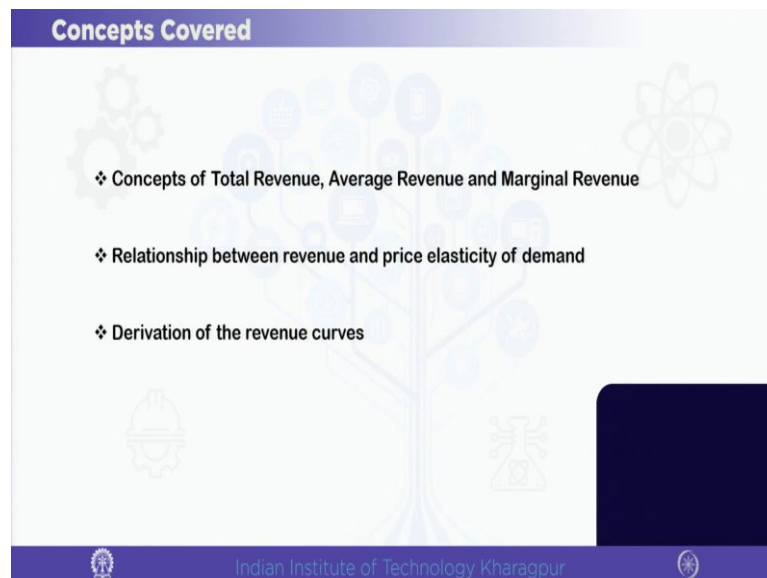 Concepts Covered
❖ Concepts of Total Revenue, Average Revenue and Marginal Revenue
❖ Relationship between revenue and price elasticity of demand
❖ Derivation of the revenue curves
Indian Institute of Technology Kharagpur